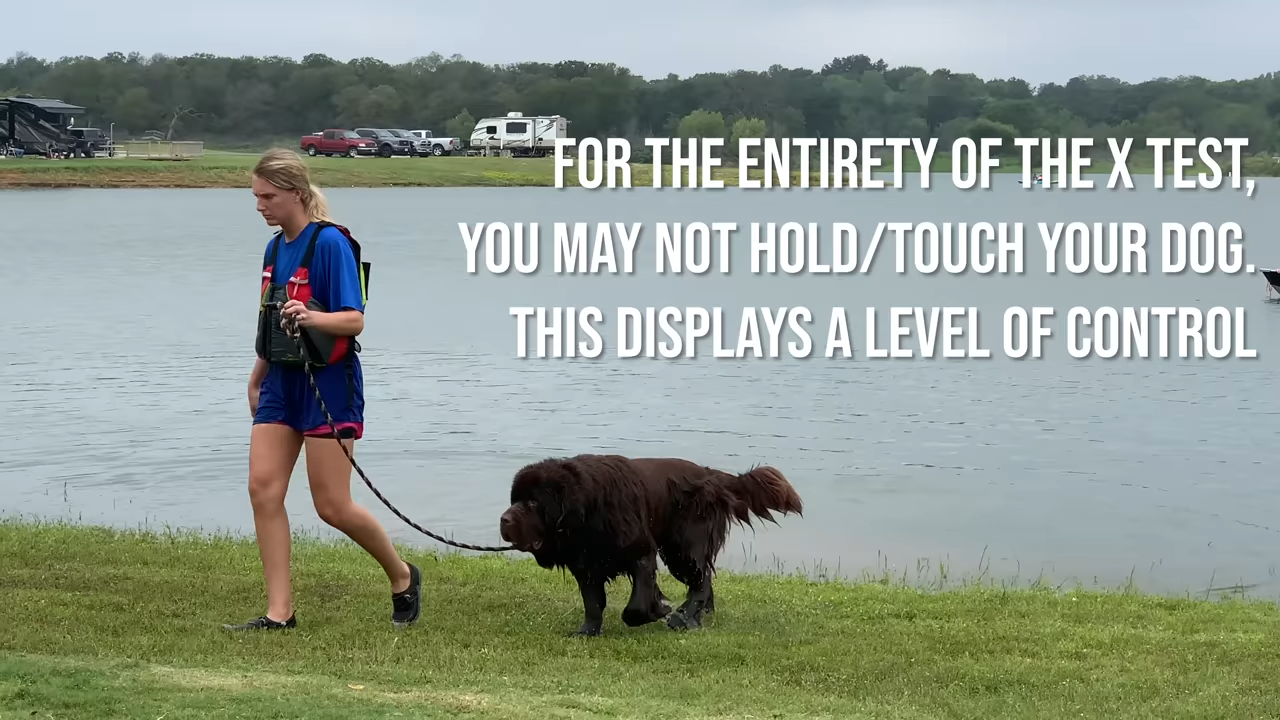 FOR THE ENTIRETY OF THE X TEST,
YOU MAY NOT HOLD/TOUCH YOUR DOG.
THIS DISPLAYS A LEVEL OF CONTROL